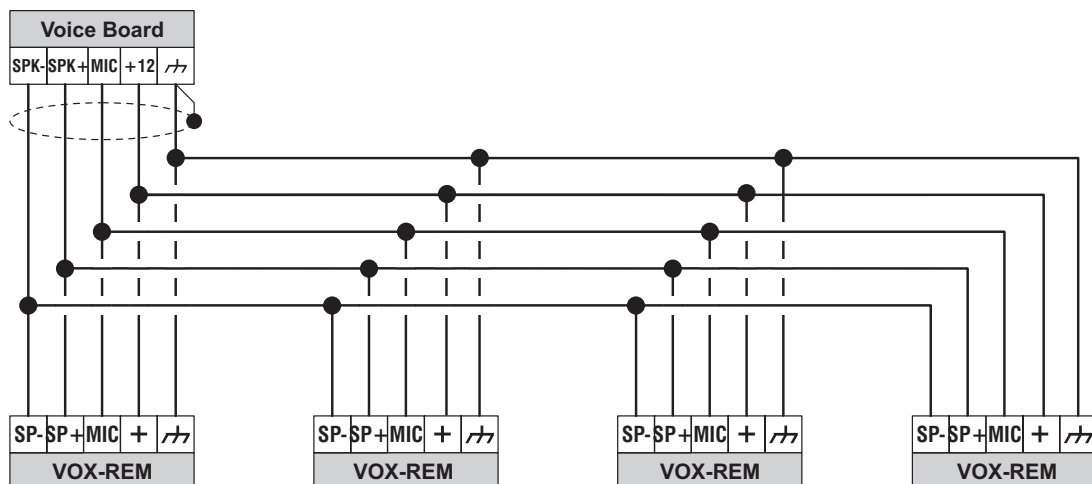 Voice Board
SPK- SPK+ MIC +12
SP- SP+ MIC + SP- SP+ MIC + SP- SP+ MIC + SP- SP+ MIC +
VOX-REM VOX-REM VOX-REM VOX-REM